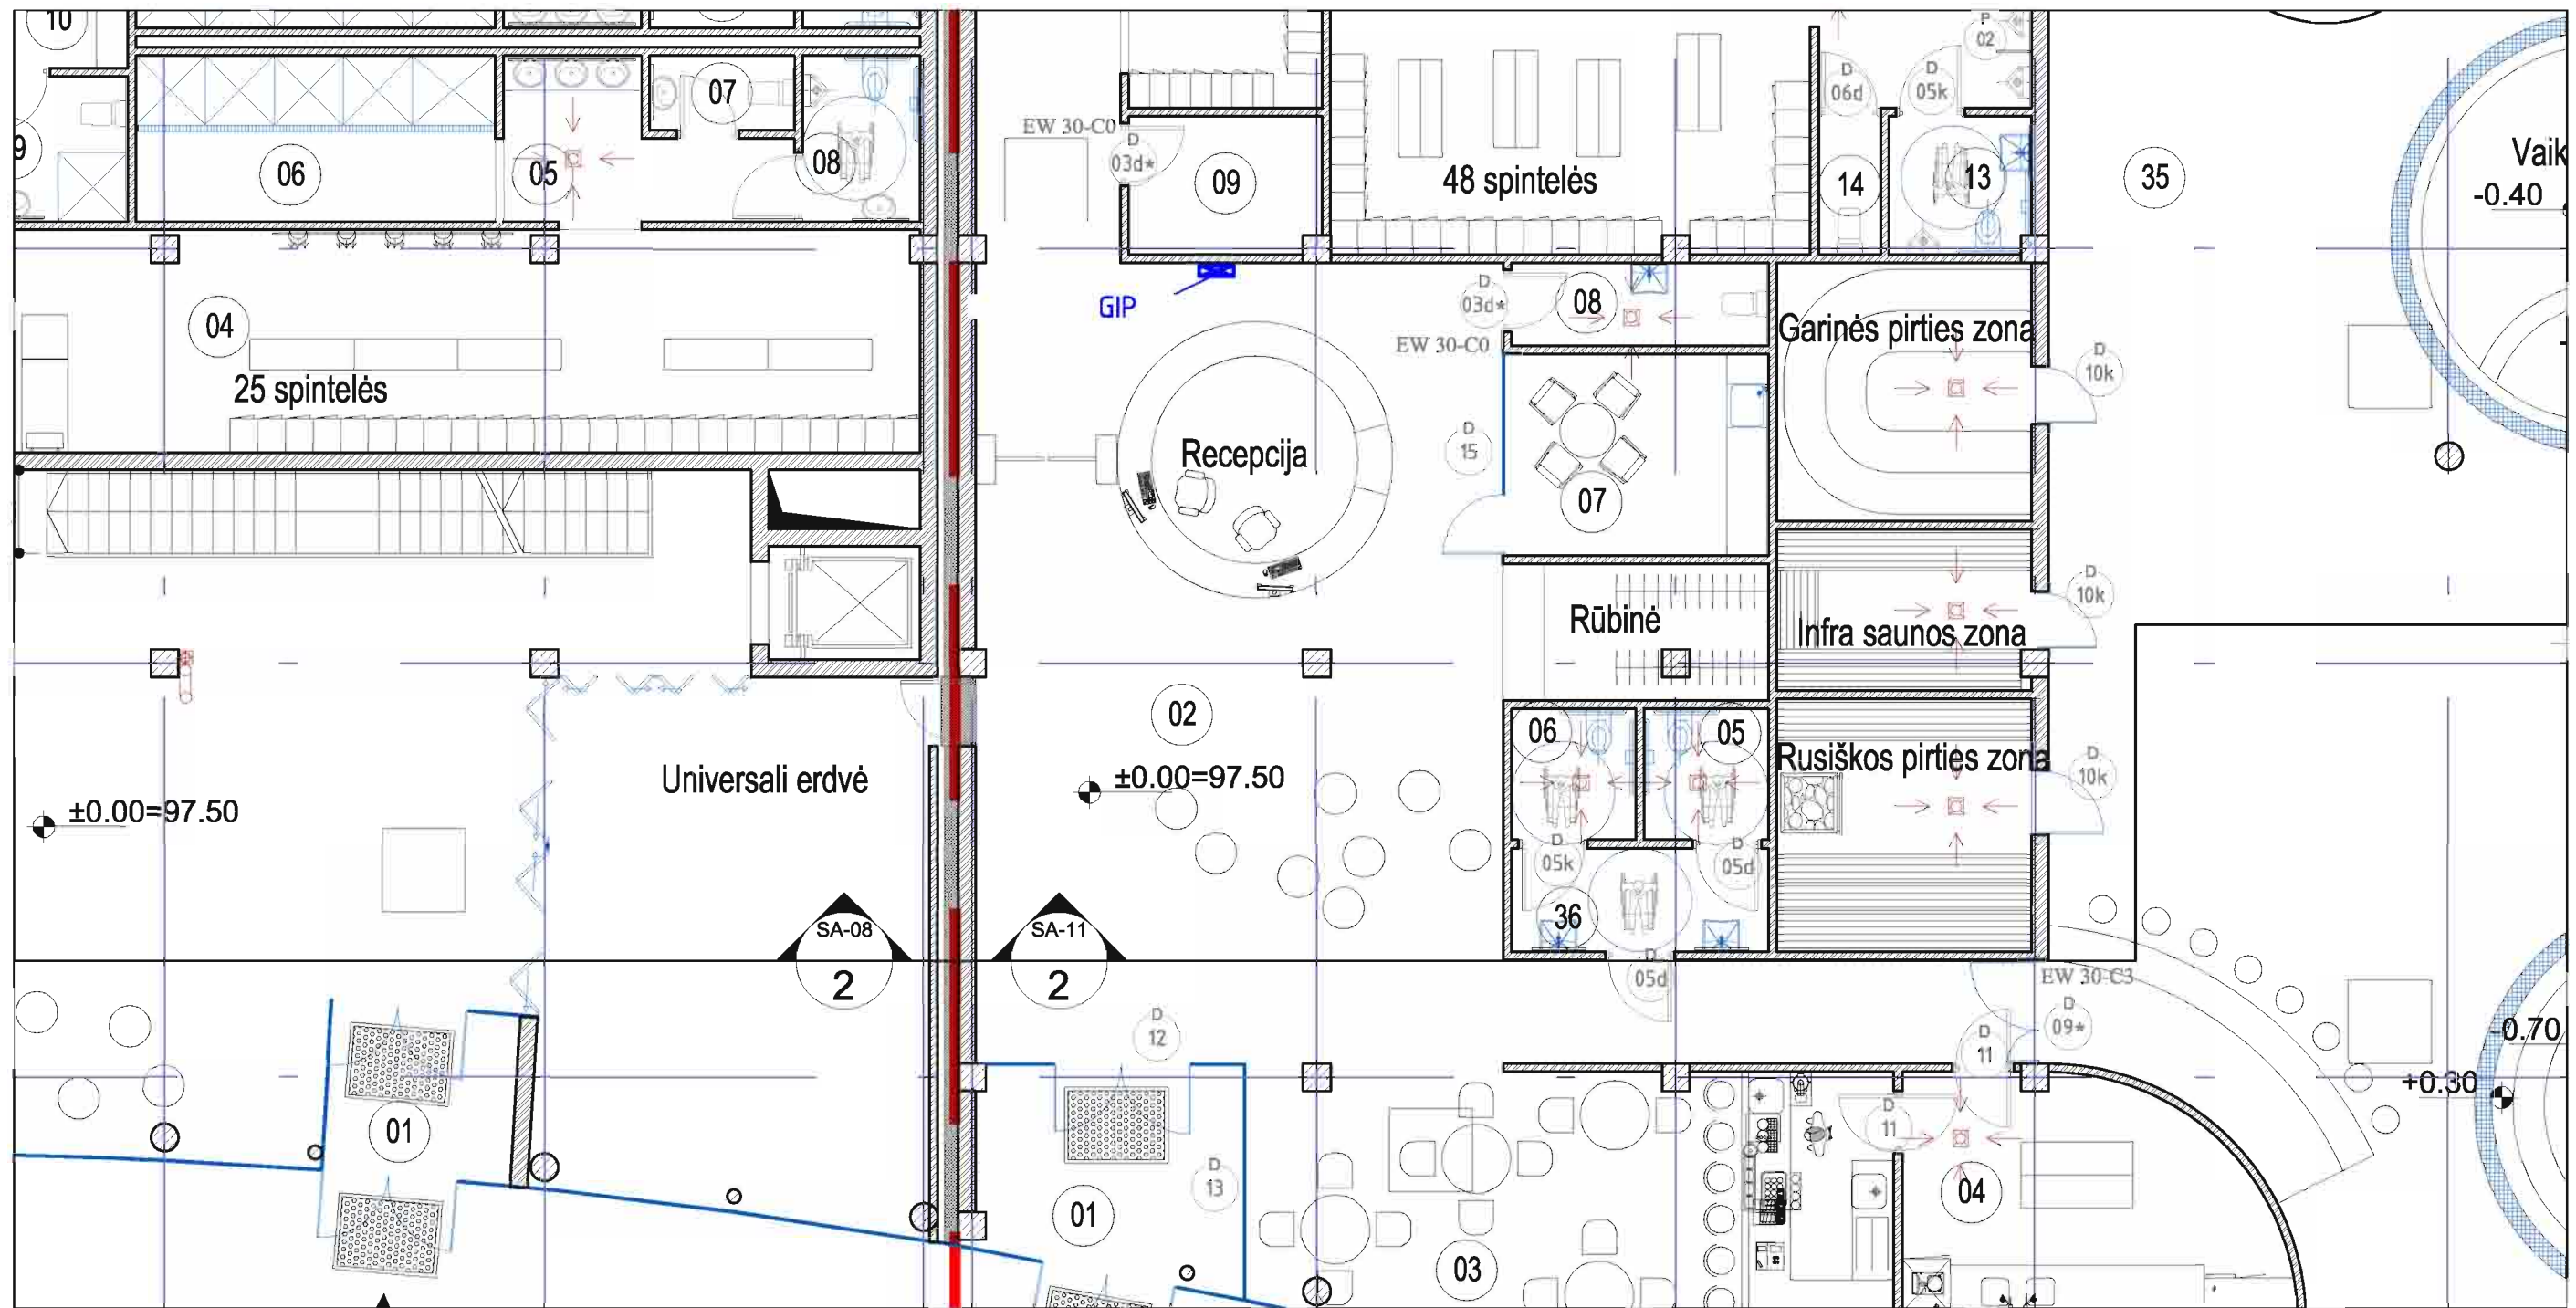 10
07
06
05
08
9
04
25 spintelės
Universali erdvė
±0.00=97.50
SA-08
2
01
EW 30-C0
D
03d*
09
48 spintelės
D
06d
D
05k
P
02
14
13
35
Vaik
-0.40
GIP
D
03d*
08
EW 30-C0
Garinės pirties zona
D
10k
Recepcija
D
15
07
Rūbinė
Infra saunos zona
D
10k
02
±0.00=97.50
06
05
Rusiškos pirties zona
D
10k
D
05k
D
05d
36
SA-11
2
D
05d
EW 30-C3
D
09*
D
12
D
11
-0.70
+0.30
D
11
D
13
01
03
04